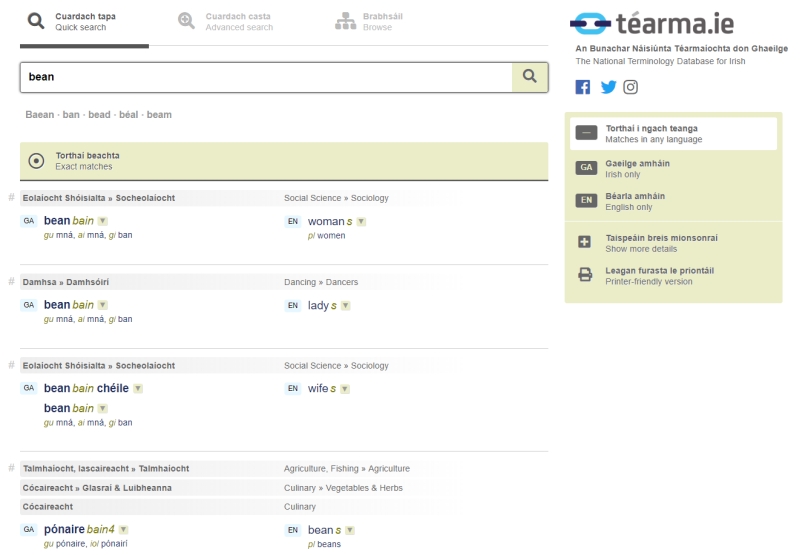 Cuardach tapa
Quick search
Cuardach casta
Advanced search
Brabhsáil
Browse
téarma.ie
An Bunachar Náisiúnta Téarmaíochta don Ghaeilge
The National Terminology Database for Irish
bean
Baean · ban · bead · béal · beam
Torthaí i ngach teanga
Matches in any language
GA Gaeilge amháin
Irish only
EN Béarla amháin
English only
Taispeáin breis mionsonraí
Show more details
Leagan furasta le priontáil
Printer-friendly version
Torthaí beachta
Exact matches
# Eolaíocht Shóisialta » Socheolaíocht Social Science » Sociology
GA bean bain EN woman s
gu mná, ai mná, gi ban pl women
# Damhsa » Damhsóirí Dancing » Dancers
GA bean bain EN lady s
gu mná, ai mná, gi ban
# Eolaíocht Shóisialta » Socheolaíocht Social Science » Sociology
GA bean bain chéile EN wife s
bean bain
gu mná, ai mná, gi ban
# Talmhaíocht, Iascaireacht » Talmhaíocht Agriculture, Fishing » Agriculture
Cócaireacht » Glasraí & Luibheanna Culinary » Vegetables & Herbs
Cócaireacht Culinary
GA pónaire bain4 EN bean s
gu pónaire, iol pónairí pl beans